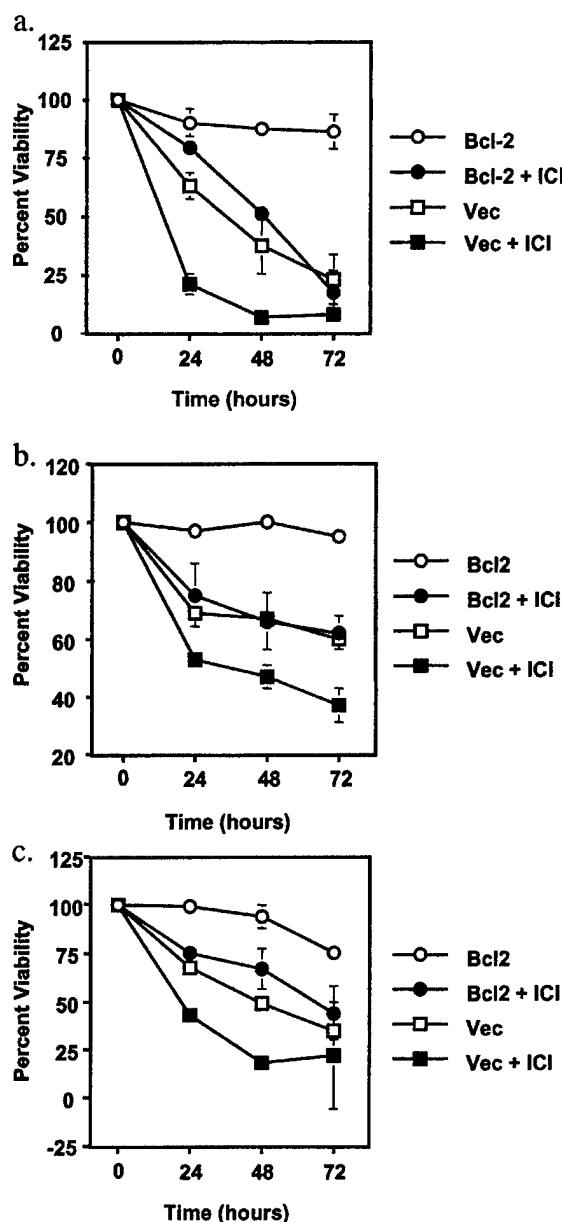 a.
125
100
75
50
25
0
Percent Viability
0 24 48 72
Time (hours)
Bcl-2
Bcl-2 + ICI
Vec
Vec + ICI
b.
120
100
80
60
40
20
Percent Viability
0 24 48 72
Time (hours)
Bcl2
Bcl2 + ICI
Vec
Vec + ICI
c.
125
100
75
50
25
0
-25
Percent Viability
0 24 48 72
Time (hours)
Bcl2
Bcl2 + ICI
Vec
Vec + ICI